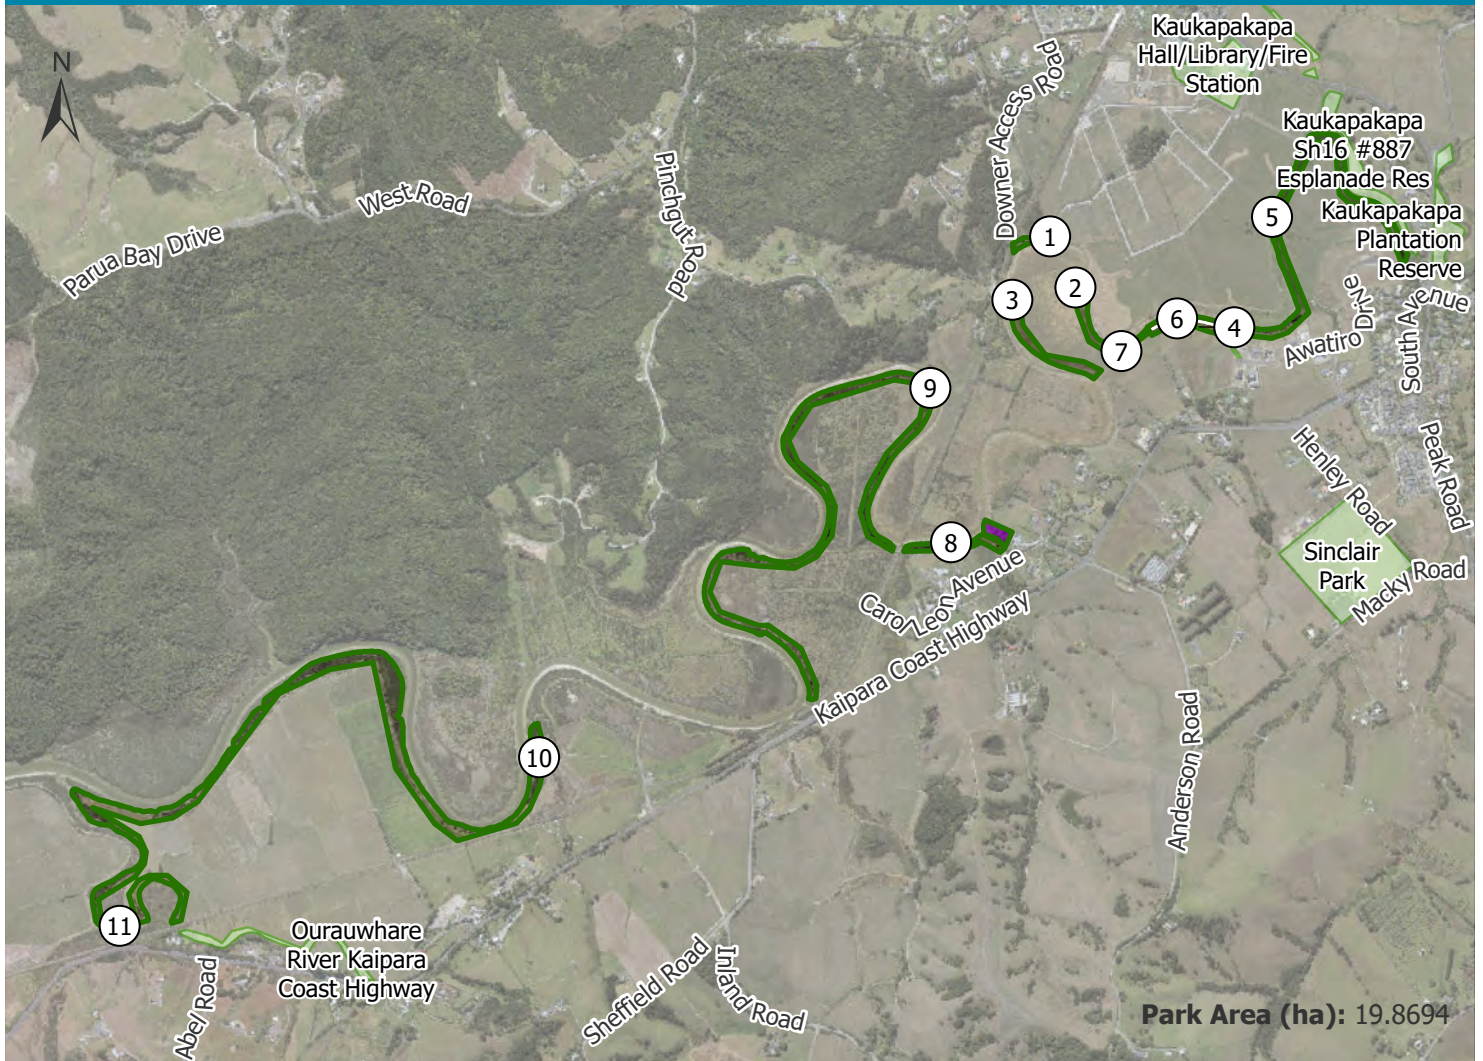 N
Kaukapakapa
Hall/Library/Fire
Station
Downer Access Road
Kaukapakapa
Sh16 #887
Esplanade Res
Pinchgut Road
West Road
Parua Bay Drive
5
Kaukapakapa
Plantation
Reserve
1
2
3
6
4
7
Awatiro Drive
South Avenue
9
Henley Road
Peak Road
8
Sinclair
Park
Macky Road
Carol Leon Avenue
Kaipara Coast Highway
10
Anderson Road
11
Ourauwhare
River Kaipara
Coast Highway
Abel Road
Sheffield Road
Inland Road
Park Area (ha): 19.8694